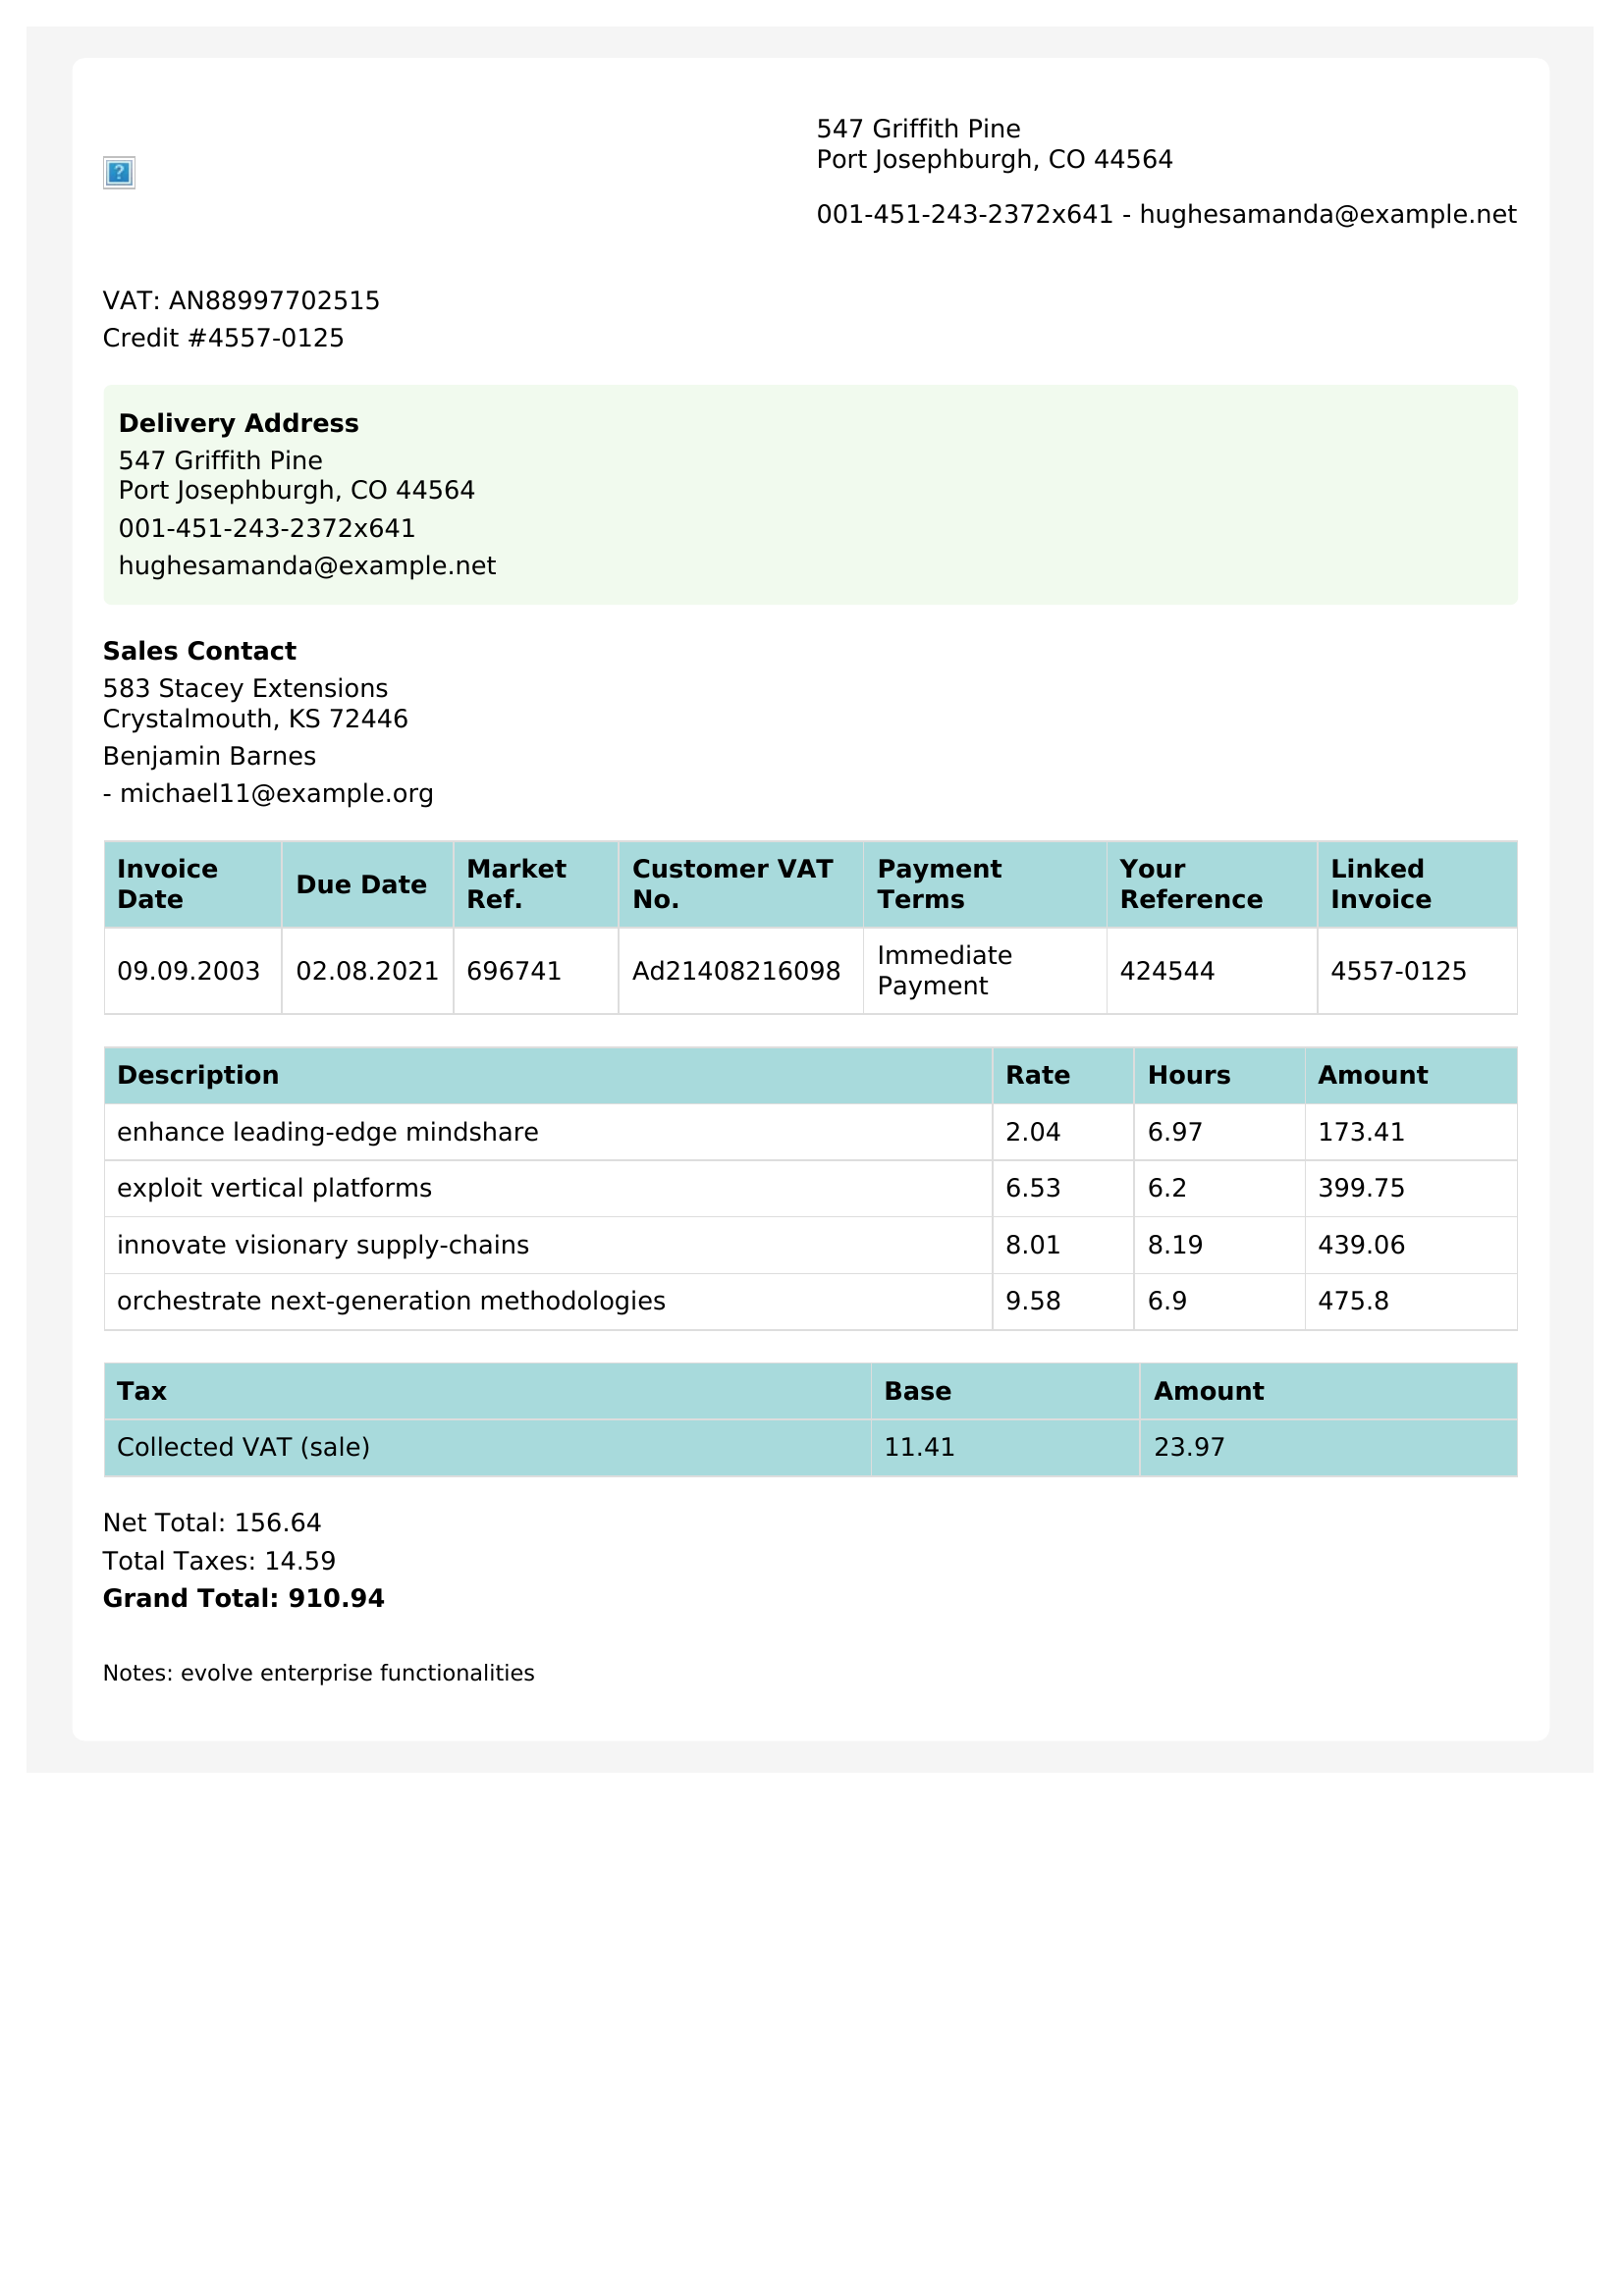 547 Griffith Pine
Port Josephburgh, CO 44564
001-451-243-2372x641 - hughesamanda@example.net
VAT: AN88997702515
Credit #4557-0125
Delivery Address
547 Griffith Pine
Port Josephburgh, CO 44564
001-451-243-2372x641
hughesamanda@example.net
Sales Contact
583 Stacey Extensions
Crystalmouth, KS 72446
Benjamin Barnes
- michael11@example.org
Invoice Date Due Date Market Ref. Customer VAT No. Payment Terms Your Reference Linked Invoice
09.09.2003 02.08.2021 696741 Ad21408216098 Immediate Payment 424544 4557-0125
Description Rate Hours Amount
enhance leading-edge mindshare 2.04 6.97 173.41
exploit vertical platforms 6.53 6.2 399.75
innovate visionary supply-chains 8.01 8.19 439.06
orchestrate next-generation methodologies 9.58 6.9 475.8
Tax Base Amount
Collected VAT (sale) 11.41 23.97
Net Total: 156.64
Total Taxes: 14.59
Grand Total: 910.94
Notes: evolve enterprise functionalities